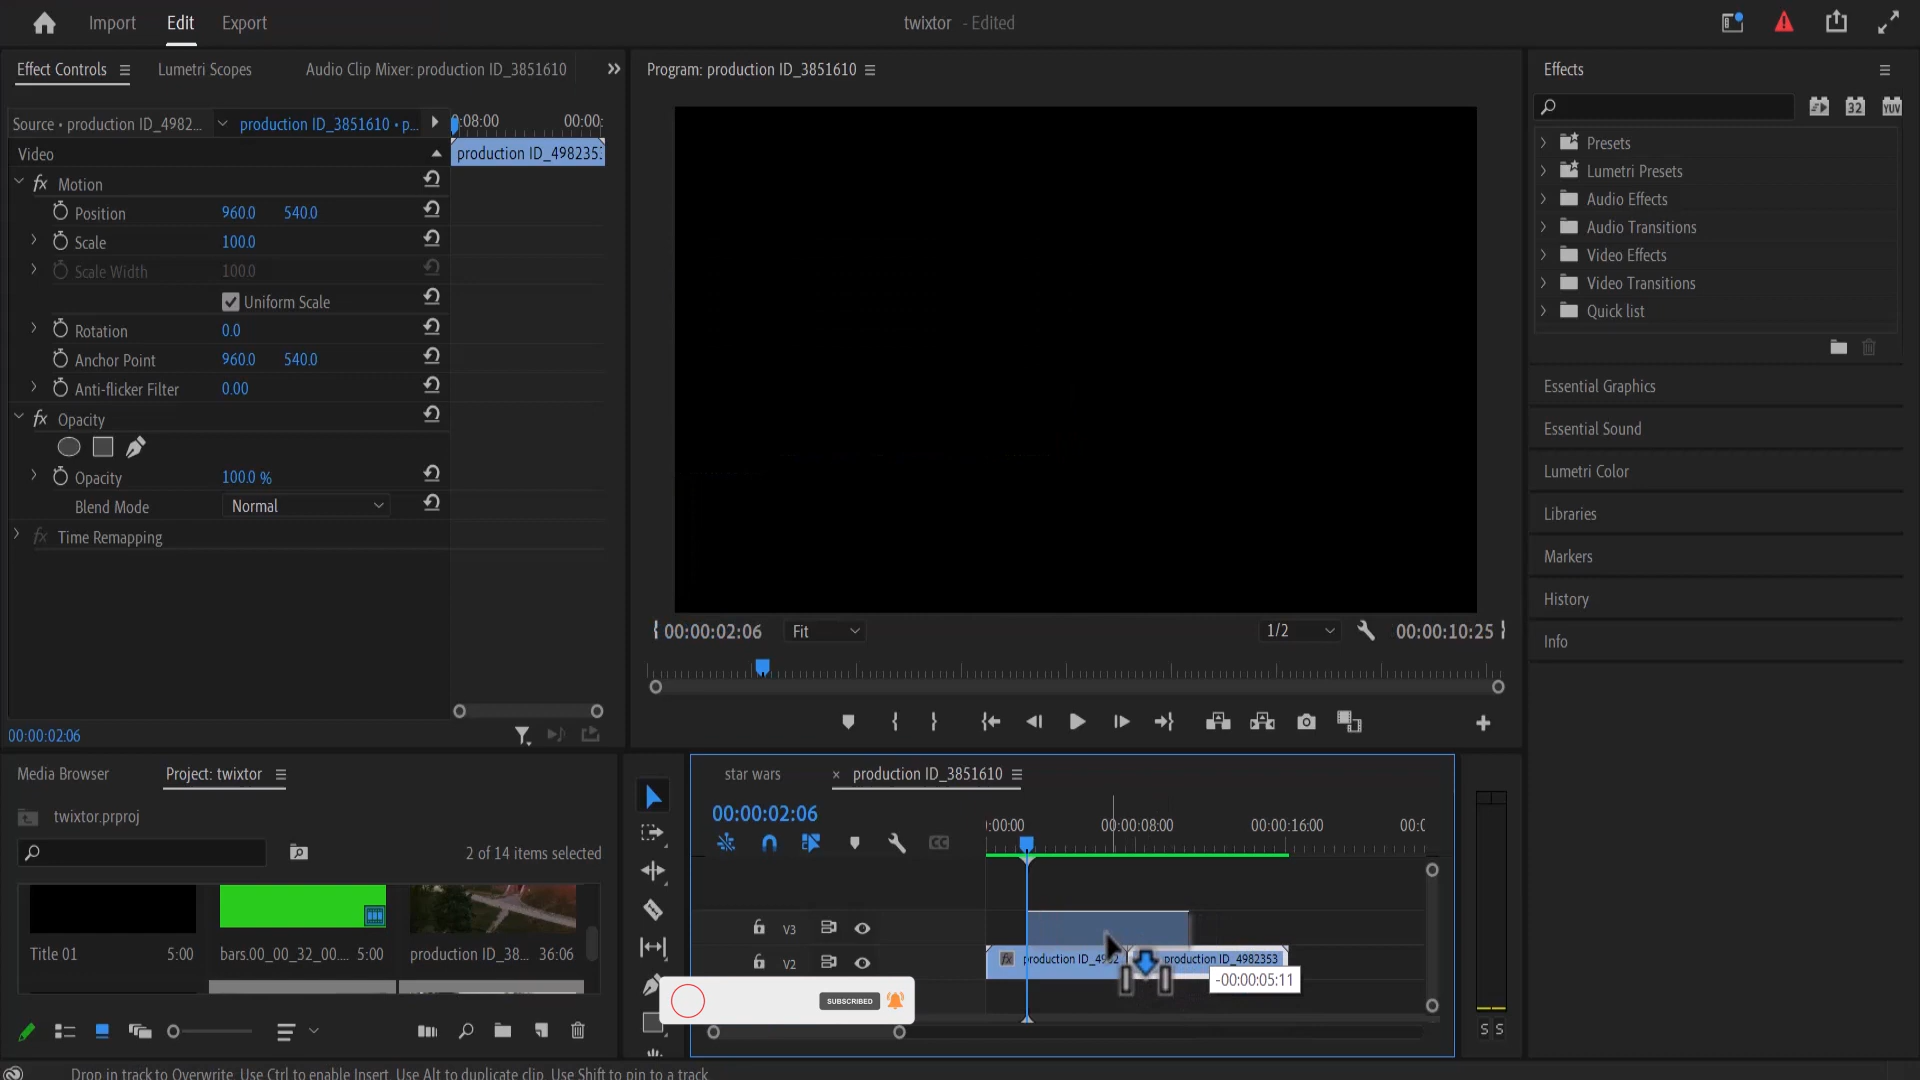 Import Edit Export twixtor - Edited
Effect Controls Lumetri Scopes Audio Clip Mixer: production ID_3851610
Program: production ID_3851610
Effects
Source • production ID_4982... production ID_3851610 • p...
:08:00 00:00:
Video
production ID_498235
Motion
Position 960.0 540.0
Scale 100.0
Scale Width 100.0
Uniform Scale
Rotation 0.0
Anchor Point 960.0 540.0
Anti-flicker Filter 0.00
Opacity
Opacity 100.0 %
Blend Mode Normal
Time Remapping
00:00:02:06
00:00:02:06 Fit 1/2 00:00:10:25
32 YUV
Presets
Lumetri Presets
Audio Effects
Audio Transitions
Video Effects
Video Transitions
Quick list
Essential Graphics
Essential Sound
Lumetri Color
Libraries
Markers
History
Info
Media Browser Project: twixtor
twixtor.prproj
2 of 14 items selected
Title 01 5:00
bars.00_00_32_00.... 5:00
production ID_38... 36:06
star wars × production ID_3851610
00:00:02:06
:00:00 00:00:08:00 00:00:16:00 00:0
CC
V3
V2
fx production ID_4982
production ID_4982353
-00:00:05:11
SUBSCRIBED
S S
Drop in track to Overwrite. Use Ctrl to enable Insert. Use Alt to duplicate clip. Use Shift to pin to a track